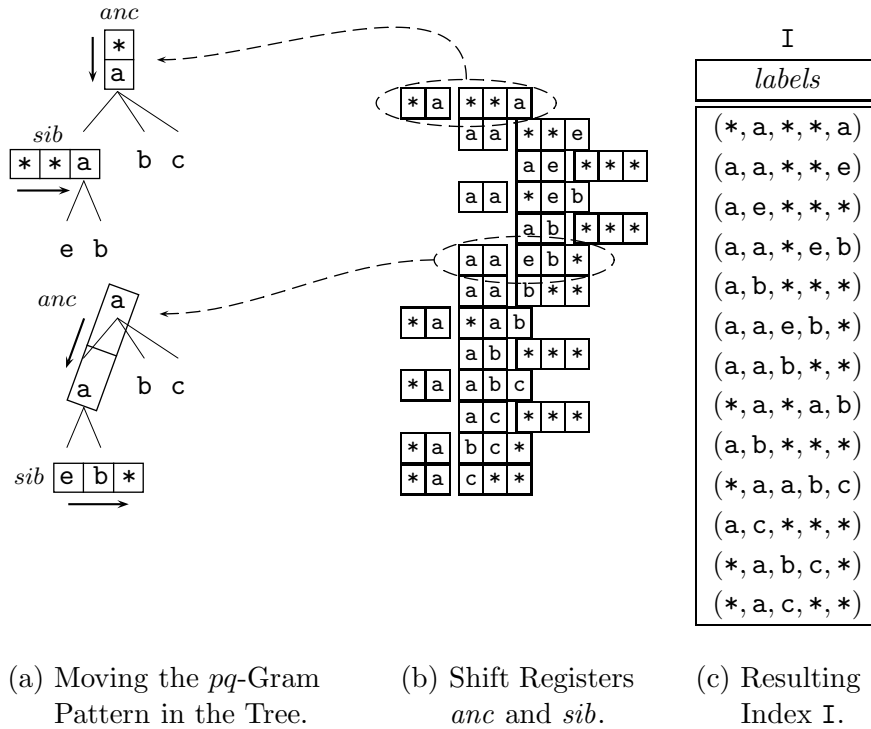 anc
*
a
sib
* * a b c
e b
anc
a
a b c
sib e b *
* a * * a
a a * * e
a e * * *
a a * e b
a b * * *
a a e b *
a a b * *
* a * a b
a b * * *
* a a b c
a c * * *
* a b c *
* a c * *
I
labels
(*, a, *, *, a)
(a, a, *, *, e)
(a, e, *, *, *)
(a, a, *, e, b)
(a, b, *, *, *)
(a, a, e, b, *)
(a, a, b, *, *)
(*, a, *, a, b)
(a, b, *, *, *)
(*, a, a, b, c)
(a, c, *, *, *)
(*, a, b, c, *)
(*, a, c, *, *)
(a) Moving the pq-Gram
Pattern in the Tree.
(b) Shift Registers
anc and sib.
(c) Resulting
Index I.